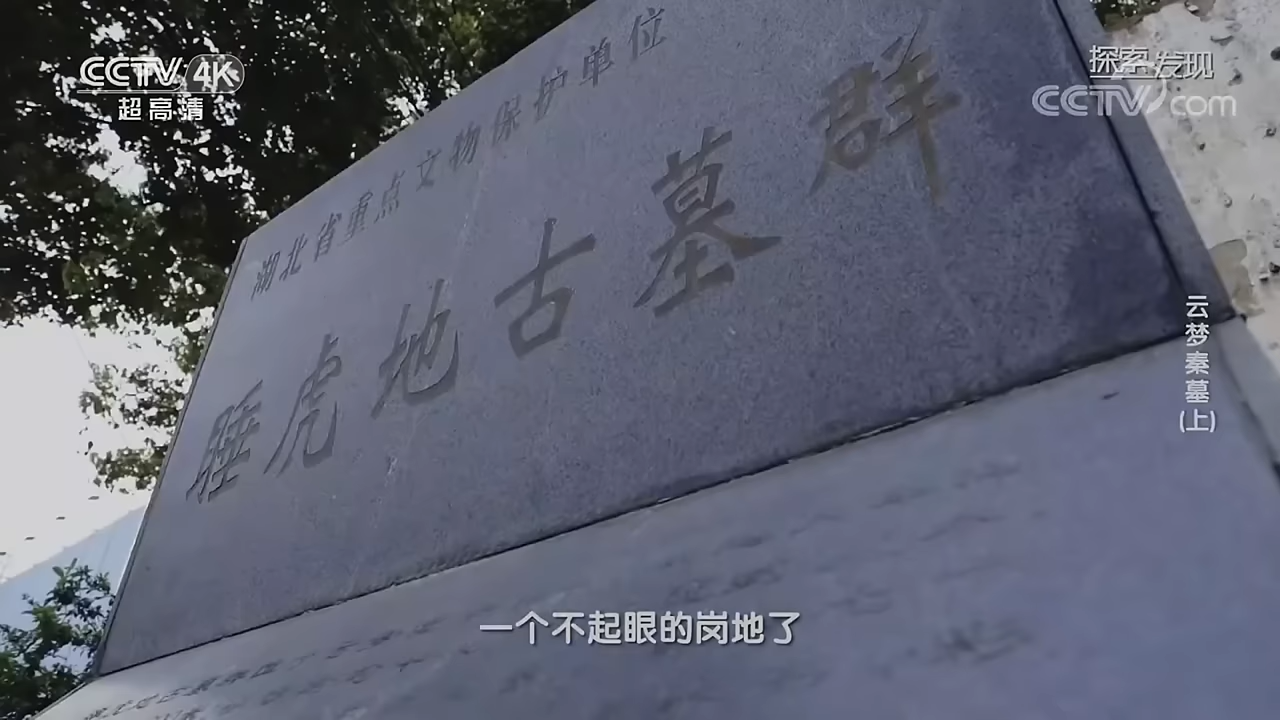 CCTV 4K
超高清
探索·发现
CCTV.com
湖北省重点文物保护单位
睡虎地古墓群
云梦秦墓(上)
一个不起眼的岗地了